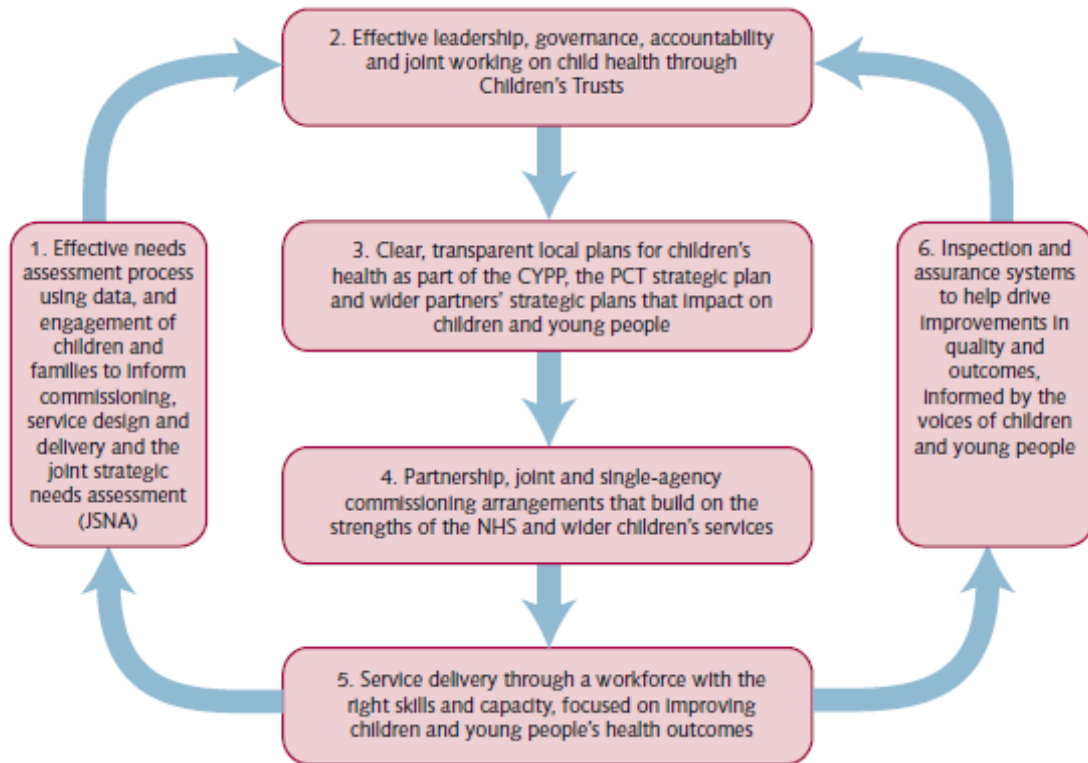 2. Effective leadership, governance, accountability
and joint working on child health through
Children's Trusts
1. Effective needs
assessment process
using data, and
engagement of
children and
families to inform
commissioning,
service design and
delivery and the
joint strategic
needs assessment
(JSNA)
3. Clear, transparent local plans for children's
health as part of the CYPP, the PCT strategic plan
and wider partners' strategic plans that impact on
children and young people
6. Inspection and
assurance systems
to help drive
improvements in
quality and
outcomes,
informed by the
voices of children
and young people
4. Partnership, joint and single-agency
commissioning arrangements that build on the
strengths of the NHS and wider children's services
5. Service delivery through a workforce with the
right skills and capacity, focused on improving
children and young people's health outcomes